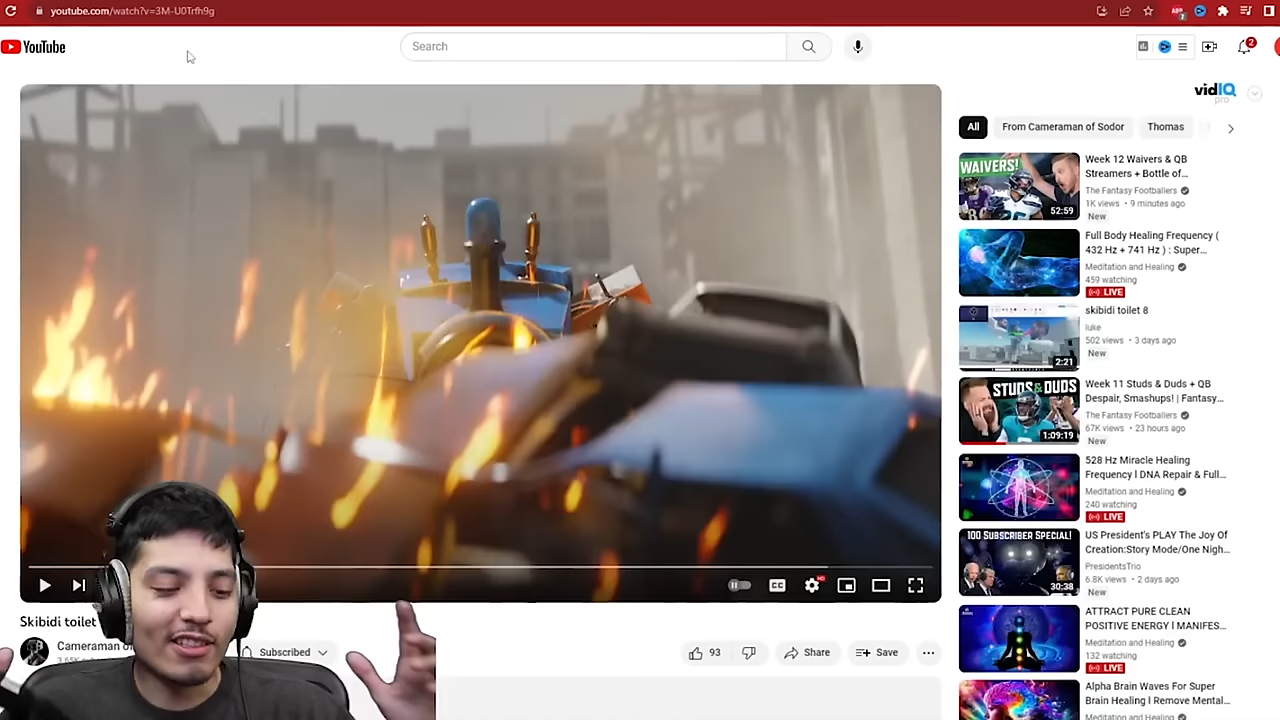 youtube.com/watch?v=3M-U0Trfh9g
YouTube
Search
2
vidIQ
pro
All
From Cameraman of Sodor
Thomas
WAIVERS!
52:59
Week 12 Waivers & QB
Streamers + Bottle of...
The Fantasy Footballers
1K views • 9 minutes ago
New
Full Body Healing Frequency (
432 Hz + 741 Hz ) : Super...
Meditation and Healing
459 watching
LIVE
skibidi toilet 8
luke
502 views • 3 days ago
New
2:21
STUDS & DUDS
1:09:19
Week 11 Studs & Duds + QB
Despair, Smashups! | Fantasy...
The Fantasy Footballers
67K views • 23 hours ago
New
528 Hz Miracle Healing
Frequency l DNA Repair & Full...
Meditation and Healing
240 watching
LIVE
100 SUBSCRIBER SPECIAL!
30:38
US President's PLAY The Joy Of
Creation:Story Mode/One Nigh...
PresidentsTrio
6.8K views • 2 days ago
New
ATTRACT PURE CLEAN
POSITIVE ENERGY l MANIFES...
Meditation and Healing
132 watching
LIVE
Alpha Brain Waves For Super
Brain Healing l Remove Mental...
Meditation and Healing
CC
HD
Skibidi toilet
Cameraman
Subscribed
93
Share
Save